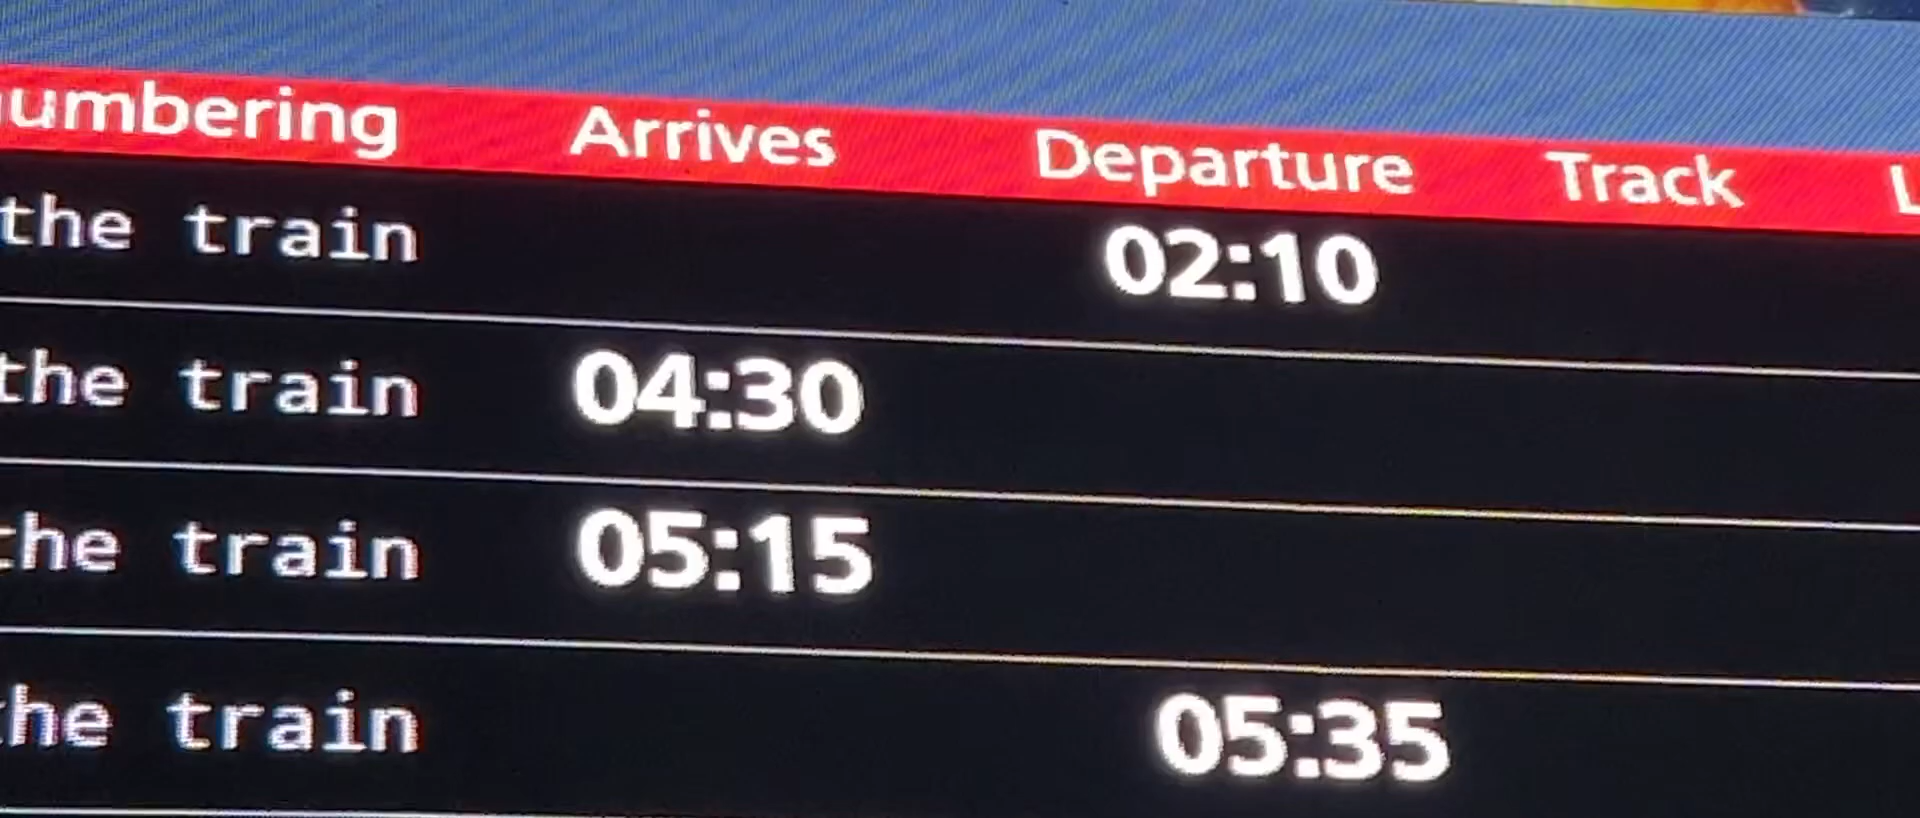 umbering Arrives Departure Track L
the train 02:10
the train 04:30
the train 05:15
he train 05:35